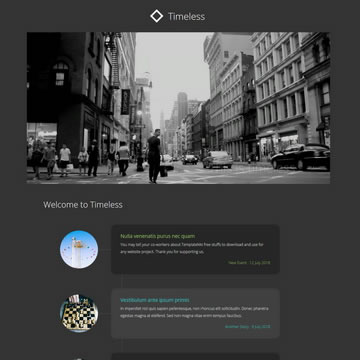 Timeless
Welcome to Timeless
Nulla venenatis purus nec quam
You may tell your co-workers about TemplateMo free stuffs to download and use for
any website project. Thank you for supporting us.
New Event : 12 July 2018
Vestibulum ante ipsum primis
In imperdiet nisi quis sapien pellentesque, non rhoncus elit sollicitudin. Donec pharetra
egestas magna at eleifend. Sed non magna vitae diam tempus faucibus.
Another Story : 9 July 2018